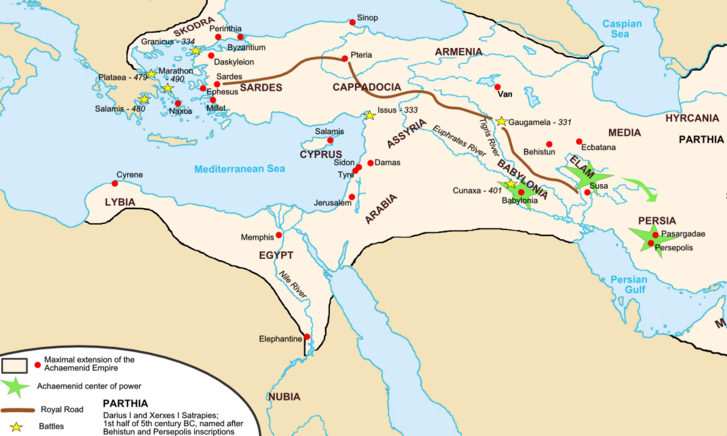 SKODRA
Perinthia
Sinop
Caspian
Sea
Granicus - 334
Byzantium
Daskyleion
Pteria
ARMENIA
Plataea - 479
Marathon
- 490
Sardes
Ephesus
SARDES
CAPPADOCIA
Van
Salamis - 480
Naxos
Millet
Issus - 333
Gaugamela - 331
HYRCANIA
ASSYRIA
Tigris River
MEDIA
PARTHIA
Salamis
CYPRUS
Euphrates River
Ecbatana
Behistun
Mediterranean Sea
Sidon
Tyre
Damas
BABYLONIA
ELAM
Cyrene
Cunaxa - 401
Susa
LYBIA
Jerusalem
ARABIA
Babylonia
PERSIA
Memphis
Pasargadae
Persepolis
EGYPT
Nile River
Persian
Gulf
M
Elephantine
NUBIA
Maximal extension of the
Achaemenid Empire
Achaemenid center of power
Royal Road
Battles
PARTHIA
Darius I and Xerxes I Satrapies;
1st half of 5th century BC, named after
Behistun and Persepolis inscriptions